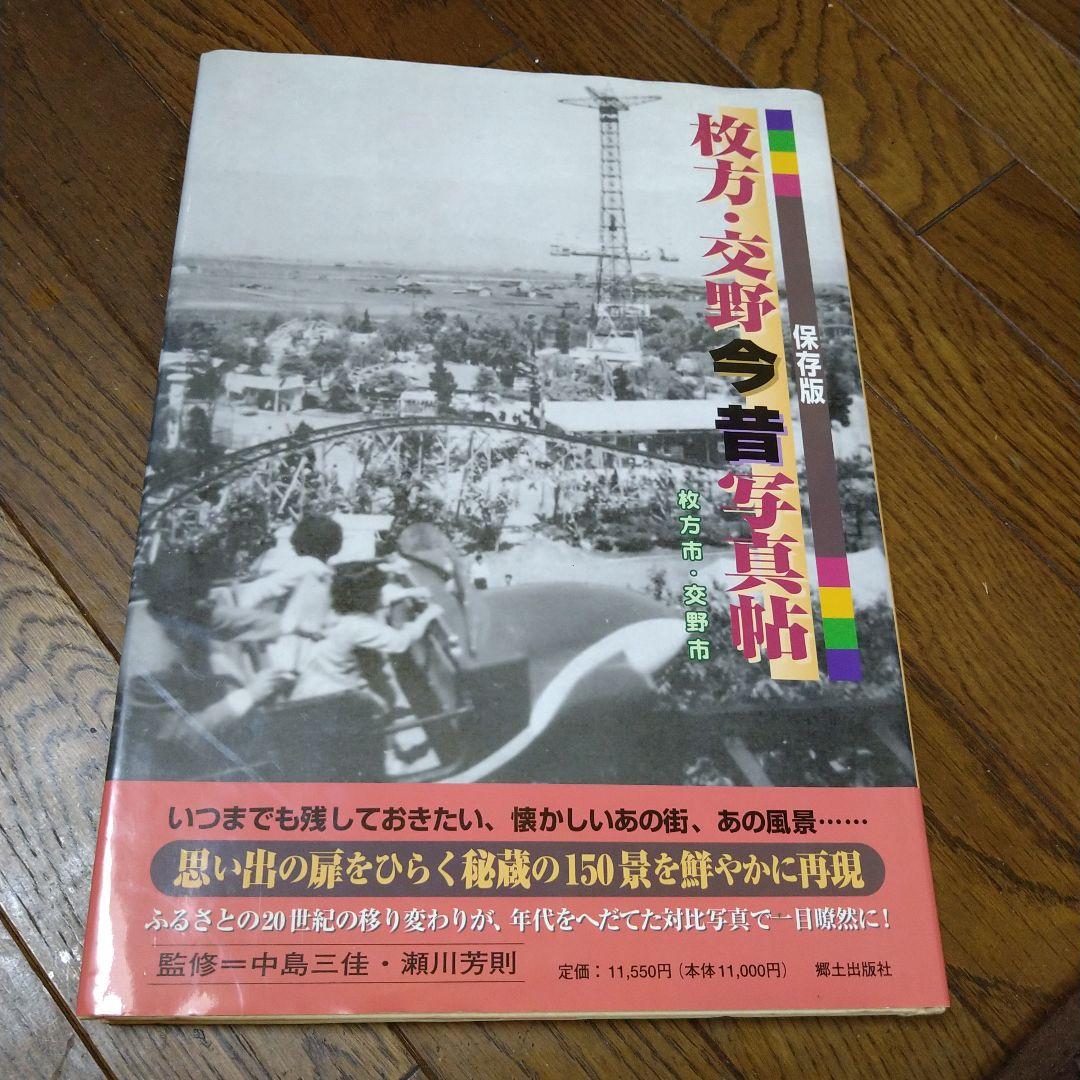 保存版
枚方・交野今昔写真帖
枚方市・交野市
いつまでも残しておきたい、懐かしいあの街、あの風景……
思い出の扉をひらく秘蔵の150景を鮮やかに再現
ふるさとの20世紀の移り変わりが、年代をへだてた対比写真で一目瞭然に!
監修=中島三佳・瀬川芳則
定価:11,550円(本体11,000円) 郷土出版社